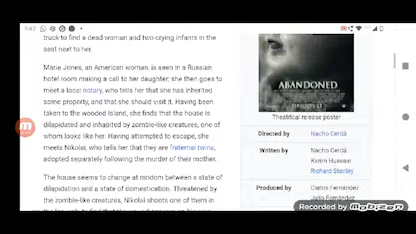 7:47
truck to find a dead woman and two crying infants in the
seat next to her.
Marie Jones, an American woman, is seen in a Russian
hotel room making a call to her daughter; she then goes to
meet a local notary, who tells her that she has inherited
some property, and that she should visit it. Having been
taken to the wooded island, she finds that the house is
dilapidated and inhabited by zombie-like creatures, one of
whom looks like her. Having attempted to escape, she
meets Nikolai, who tells her that they are fraternal twins,
adopted separately following the murder of their mother.
The house seems to change at random between a state of
dilapidation and a state of domestication. Threatened by
the zombie-like creatures, Nikolai shoots one of them in
ABANDONED
Theatrical release poster
Directed by Nacho Cerdà
Written by Nacho Cerdà
Karim Hussain
Richard Stanley
Produced by Carlos Fernández
Julio Fernández
Recorded by
Mobizen